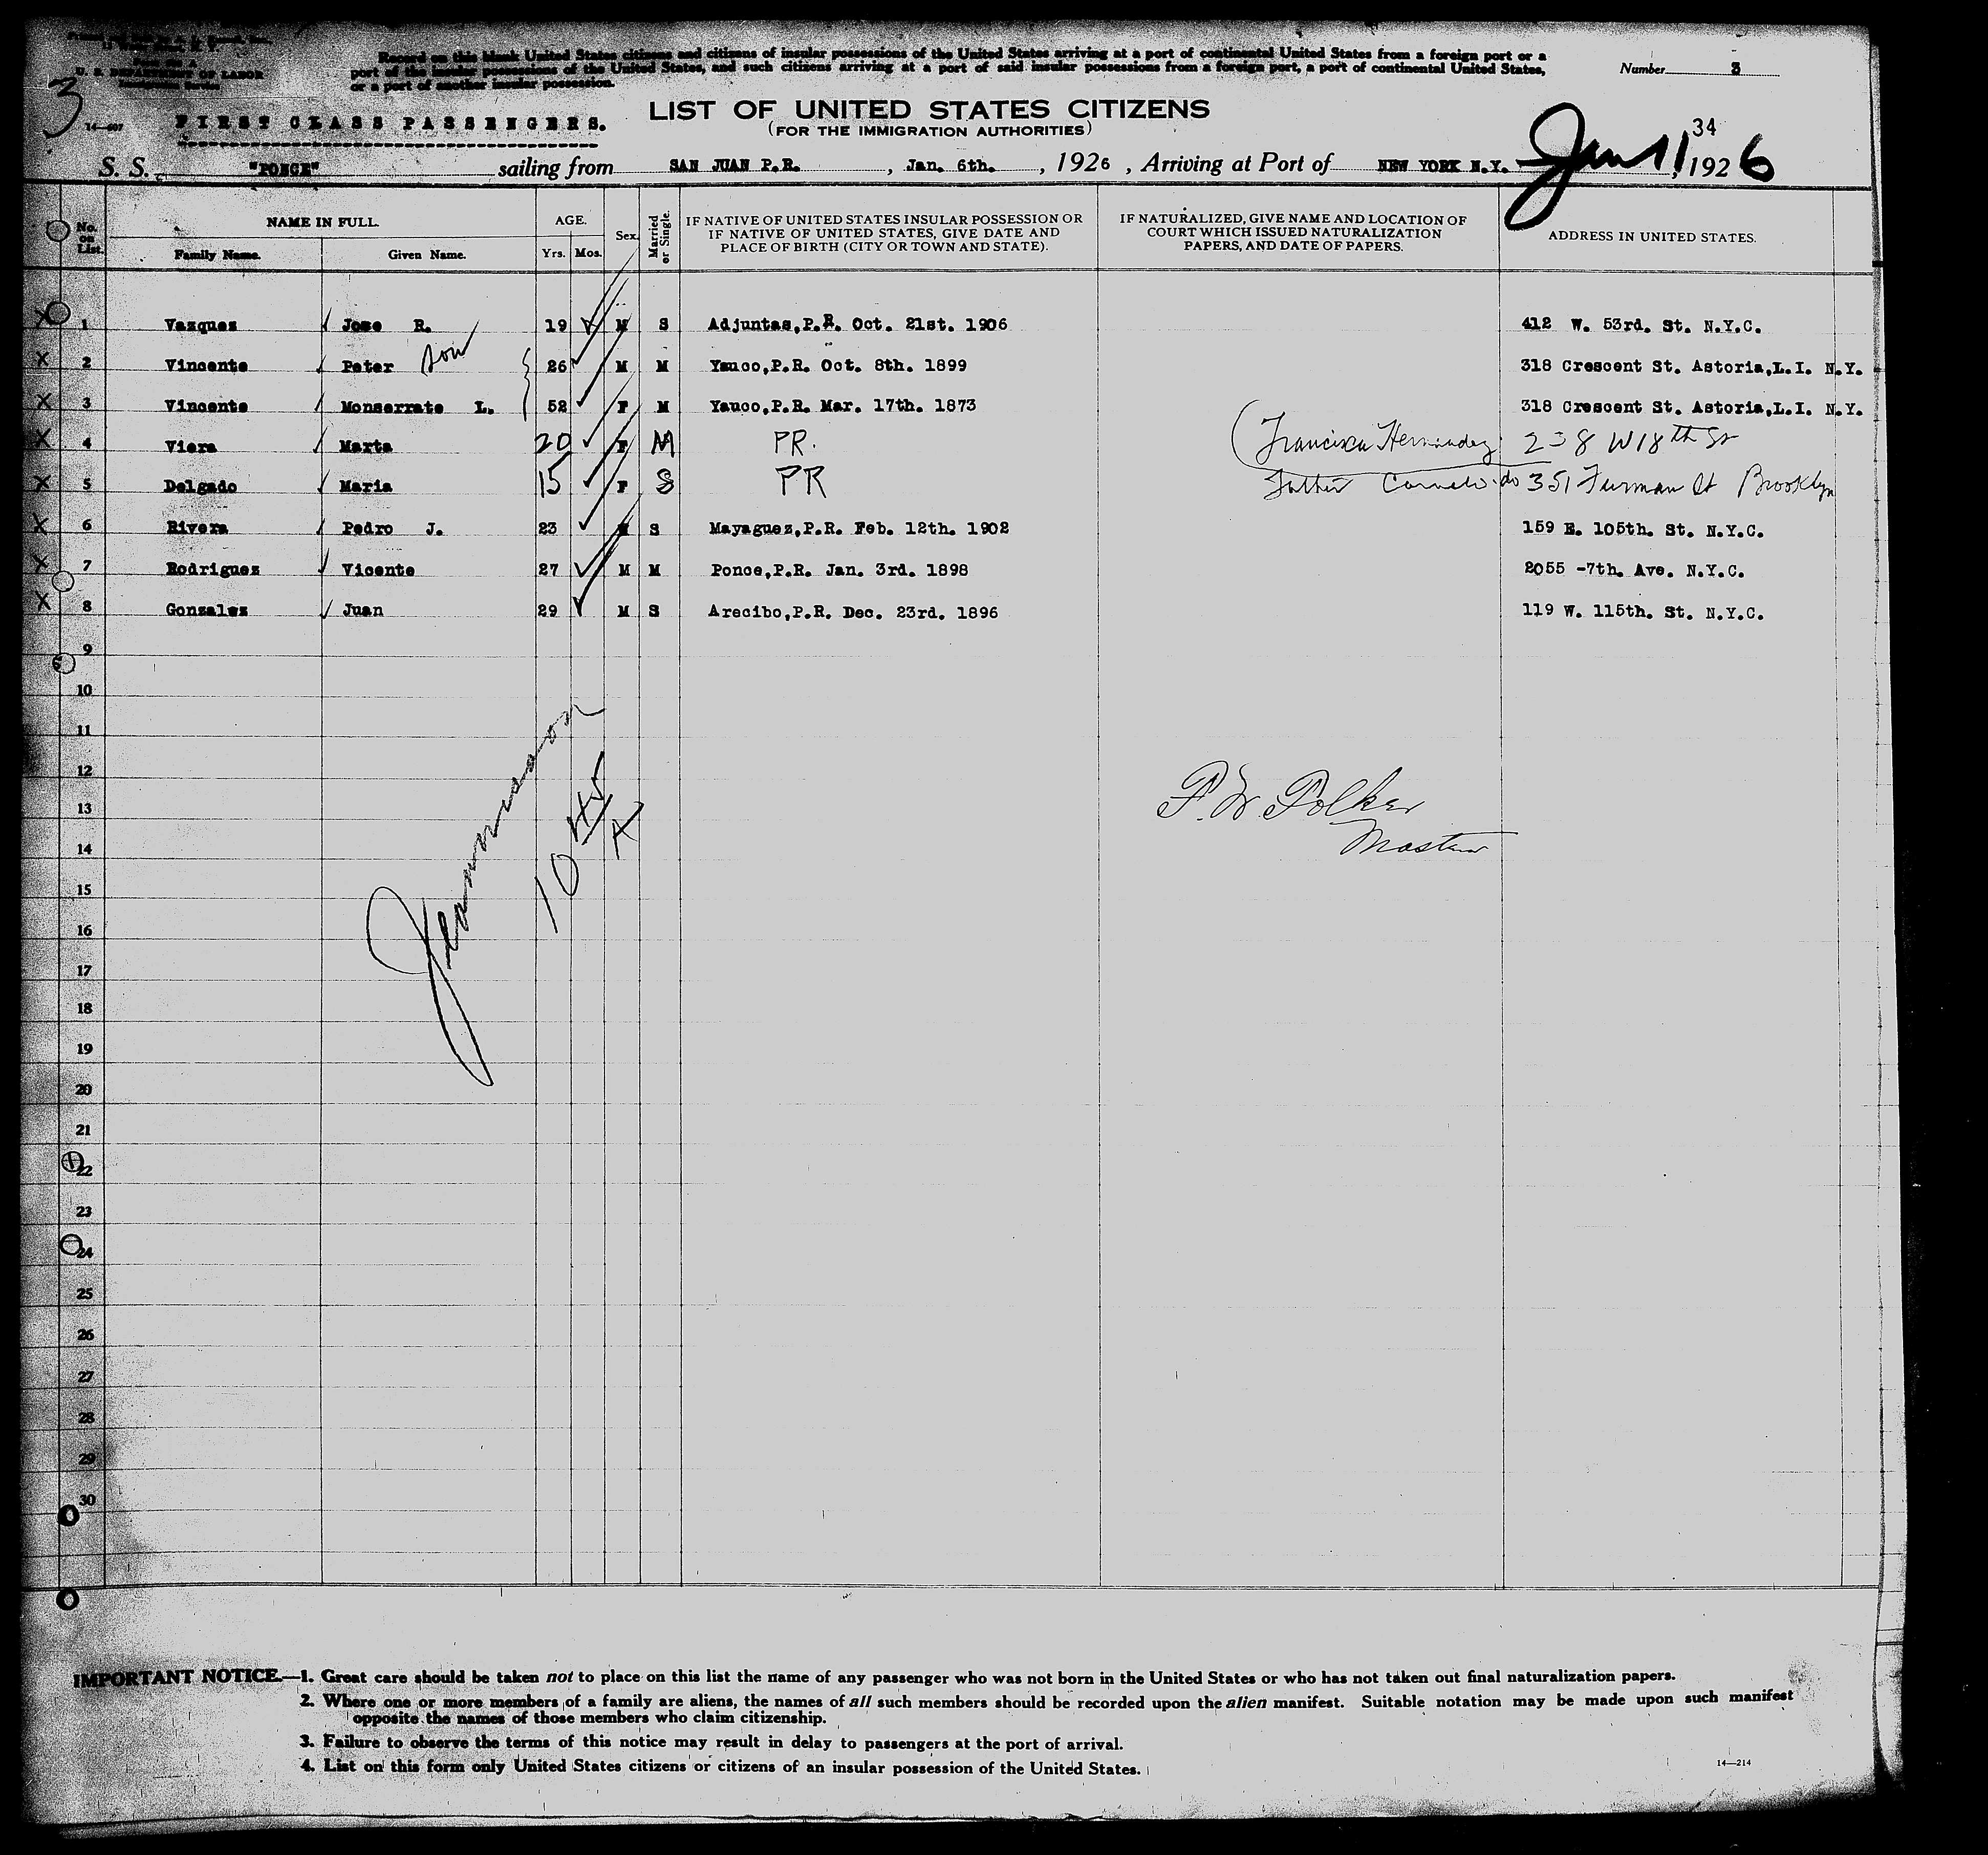 U. S. DEPARTMENT OF LABOR
Immigration Service
3
14-607
Record on this blank United States citizens and citizens of insular possessions of the United States arriving at a port of continental United States from a foreign port or a
port of the insular possessions of the United States, and such citizens arriving at a port of said insular possessions from a foreign port, a port of continental United States,
or a port of another insular possession.
Number 3
FIRST CLASS PASSENGERS.
LIST OF UNITED STATES CITIZENS
(FOR THE IMMIGRATION AUTHORITIES)
34
S. S. "PONCE" sailing from SAN JUAN P.R. , Jan. 6th. , 1926 , Arriving at Port of NEW YORK N.Y. Jan 11, 1926
No. on List.
NAME IN FULL.
Family Name. Given Name.
AGE.
Yrs. Mos.
Sex.
Married or Single.
IF NATIVE OF UNITED STATES INSULAR POSSESSION OR
IF NATIVE OF UNITED STATES, GIVE DATE AND
PLACE OF BIRTH (CITY OR TOWN AND STATE).
IF NATURALIZED, GIVE NAME AND LOCATION OF
COURT WHICH ISSUED NATURALIZATION
PAPERS, AND DATE OF PAPERS.
ADDRESS IN UNITED STATES.
X 1 Vazquez Jose R. 19 M S Adjuntas,P.R. Oct. 21st. 1906 412 W. 53rd. St. N.Y.C.
X 2 Vincente Peter son 26 M M Yauco,P.R. Oct. 8th. 1899 318 Crescent St. Astoria,L.I. N.Y.
X 3 Vincente Monserrate L. 52 F M Yauco,P.R. Mar. 17th. 1873 318 Crescent St. Astoria,L.I. N.Y.
X 4 Viera Marta 20 F M PR. Francisca Hernandez 238 W 18th St
X 5 Delgado Maria 15 F S PR Father do 351 Furman St Brooklyn
X 6 Rivera Pedro J. 23 M S Mayaguez,P.R. Feb. 12th. 1902 159 E. 105th. St. N.Y.C.
X 7 Rodriguez Vicente 27 M M Ponce,P.R. Jan. 3rd. 1898 2055 -7th. Ave. N.Y.C.
X 8 Gonzalez Juan 29 M S Arecibo,P.R. Dec. 23rd. 1896 119 W. 115th. St. N.Y.C.
9
10
11
12
13
14
15
16
17
18
19
20
21
22
23
24
25
26
27
28
29
30
P. W. Polker
Master
IMPORTANT NOTICE.—1. Great care should be taken not to place on this list the name of any passenger who was not born in the United States or who has not taken out final naturalization papers.
2. Where one or more members of a family are aliens, the names of all such members should be recorded upon the alien manifest. Suitable notation may be made upon such manifest
opposite the names of those members who claim citizenship.
3. Failure to observe the terms of this notice may result in delay to passengers at the port of arrival.
4. List on this form only United States citizens or citizens of an insular possession of the United States.
14—214